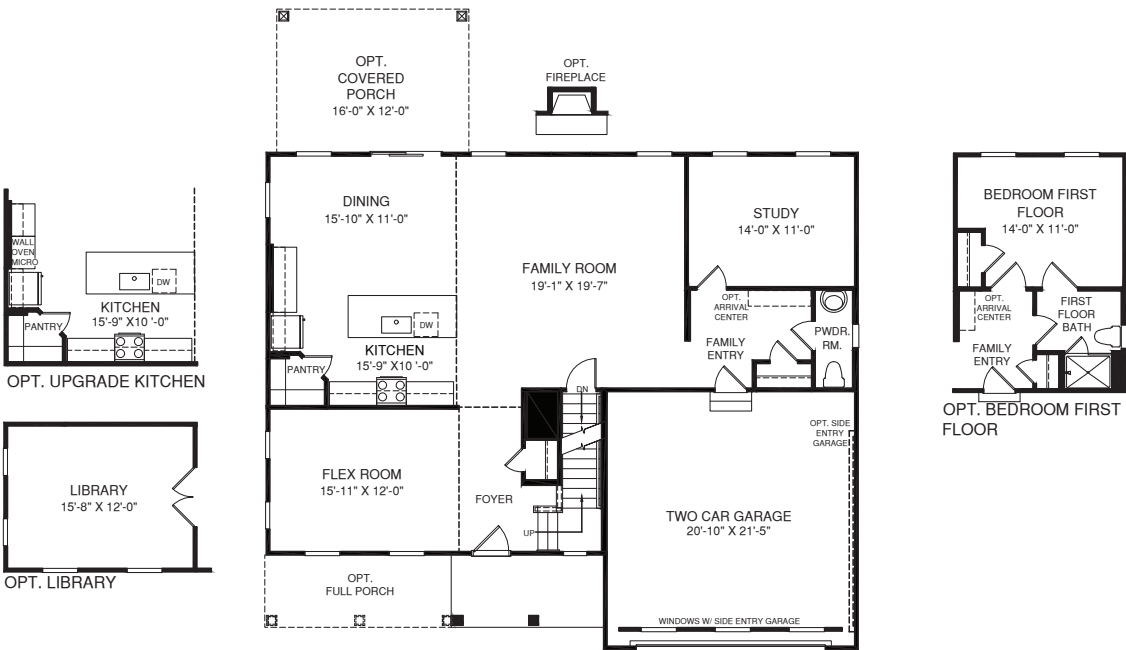 OPT.
COVERED
PORCH
16'-0" X 12'-0"
OPT.
FIREPLACE
DINING
15'-10" X 11'-0"
FAMILY ROOM
19'-1" X 19'-7"
STUDY
14'-0" X 11'-0"
OPT.
ARRIVAL
CENTER
FAMILY
ENTRY
PWDR.
RM.
DW
KITCHEN
15'-9" X10 '-0"
PANTRY
DN
FLEX ROOM
15'-11" X 12'-0"
FOYER
UP
OPT. SIDE
ENTRY
GARAGE
TWO CAR GARAGE
20'-10" X 21'-5"
WINDOWS W/ SIDE ENTRY GARAGE
OPT.
FULL PORCH
WALL
OVEN
MICRO
DW
KITCHEN
15'-9" X10 '-0"
PANTRY
OPT. UPGRADE KITCHEN
LIBRARY
15'-8" X 12'-0"
OPT. LIBRARY
BEDROOM FIRST
FLOOR
14'-0" X 11'-0"
OPT.
ARRIVAL
CENTER
FIRST
FLOOR
BATH
FAMILY
ENTRY
OPT. BEDROOM FIRST
FLOOR